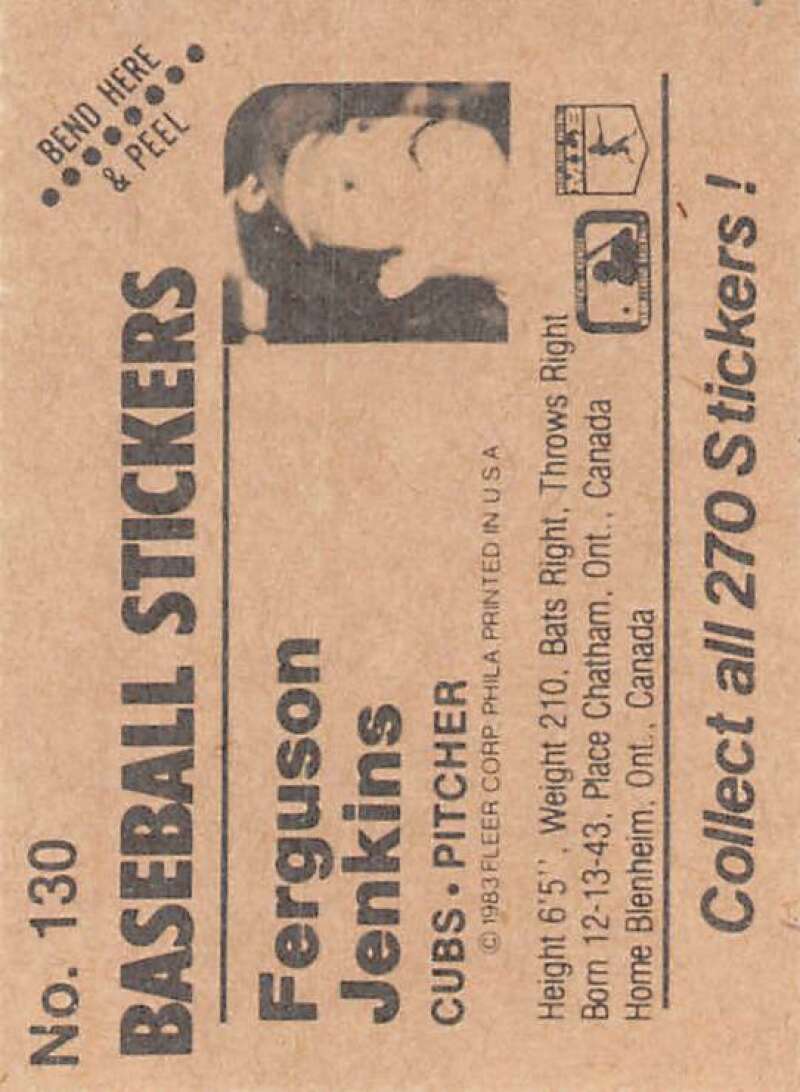 No. 130
BEND HERE
& PEEL
BASEBALL STICKERS
Ferguson
Jenkins
CUBS • PITCHER
© 1983 FLEER CORP. PHILA PRINTED IN U S A
Height 6'5'', Weight 210, Bats Right, Throws Right
Born 12-13-43, Place Chatham, Ont., Canada
Home Blenheim, Ont., Canada
Collect all 270 Stickers!